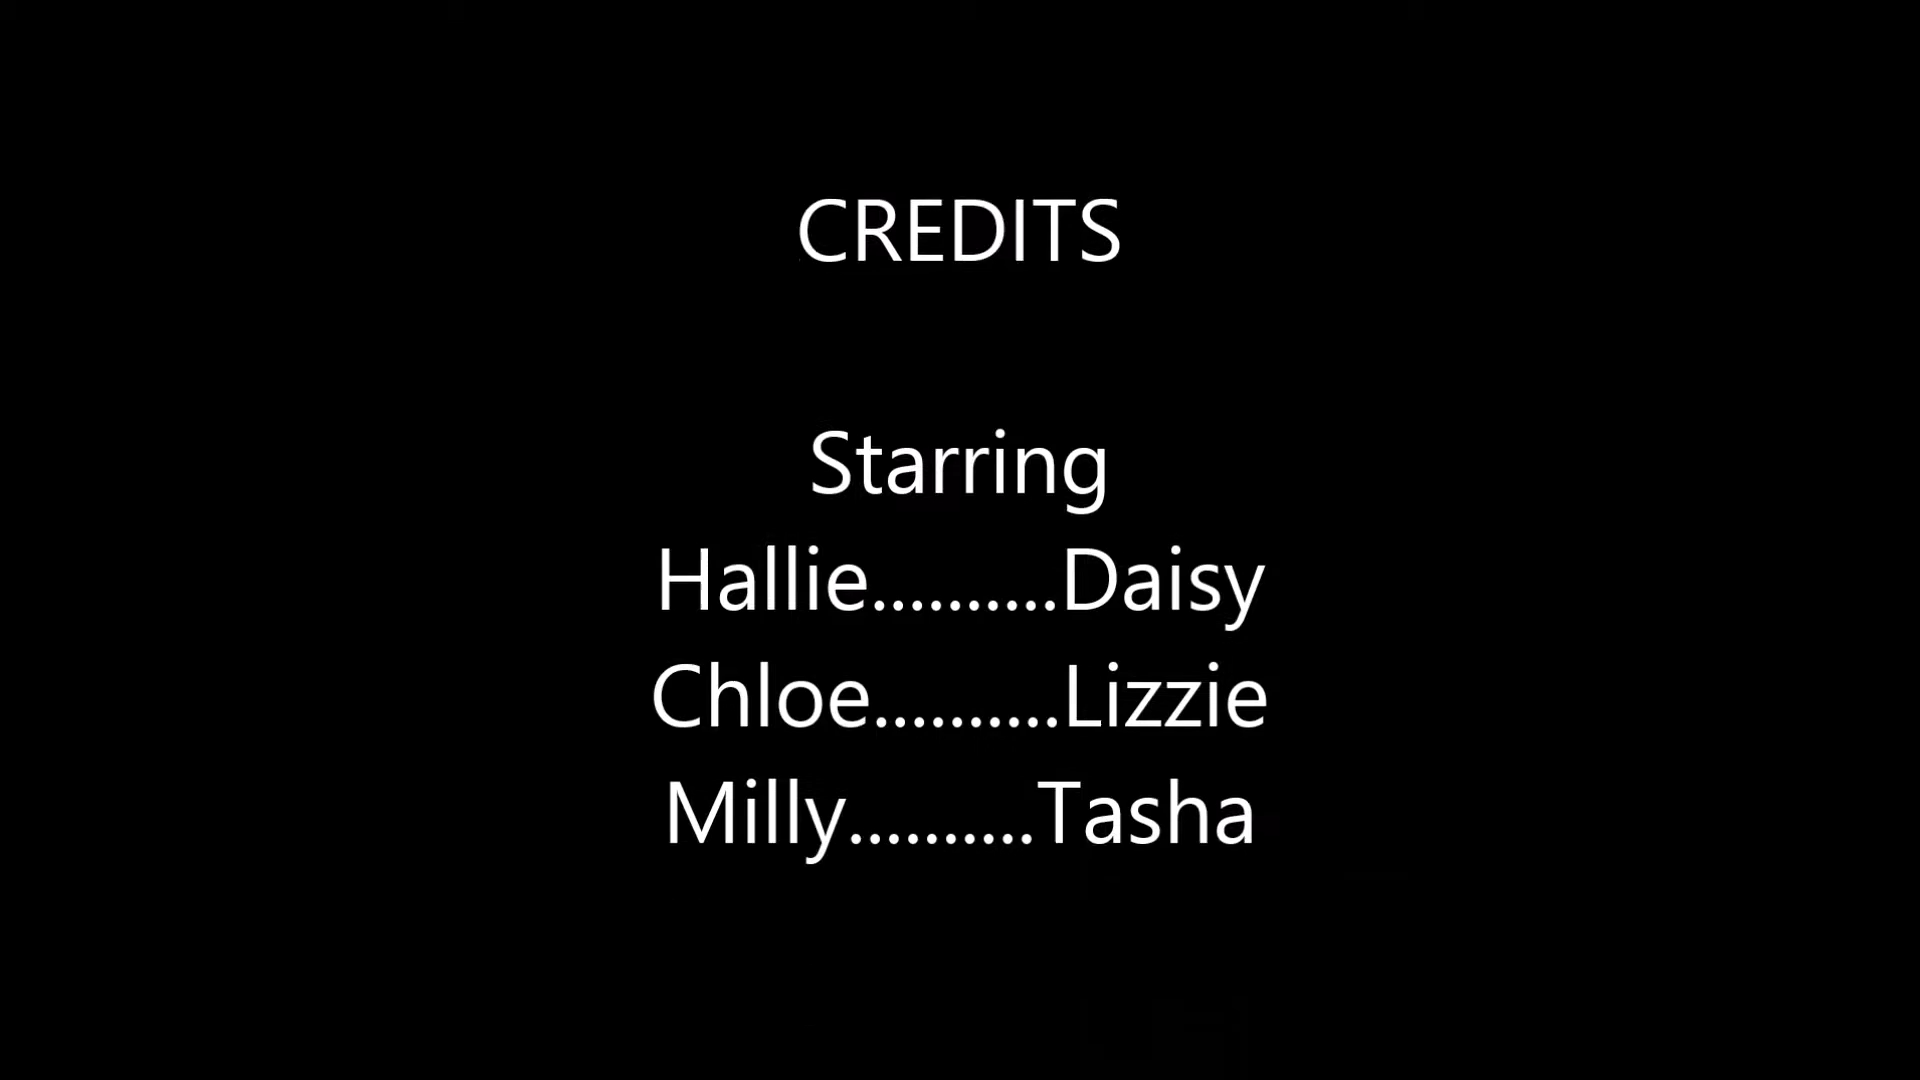 CREDITS
Starring
Hallie..........Daisy
Chloe..........Lizzie
Milly..........Tasha